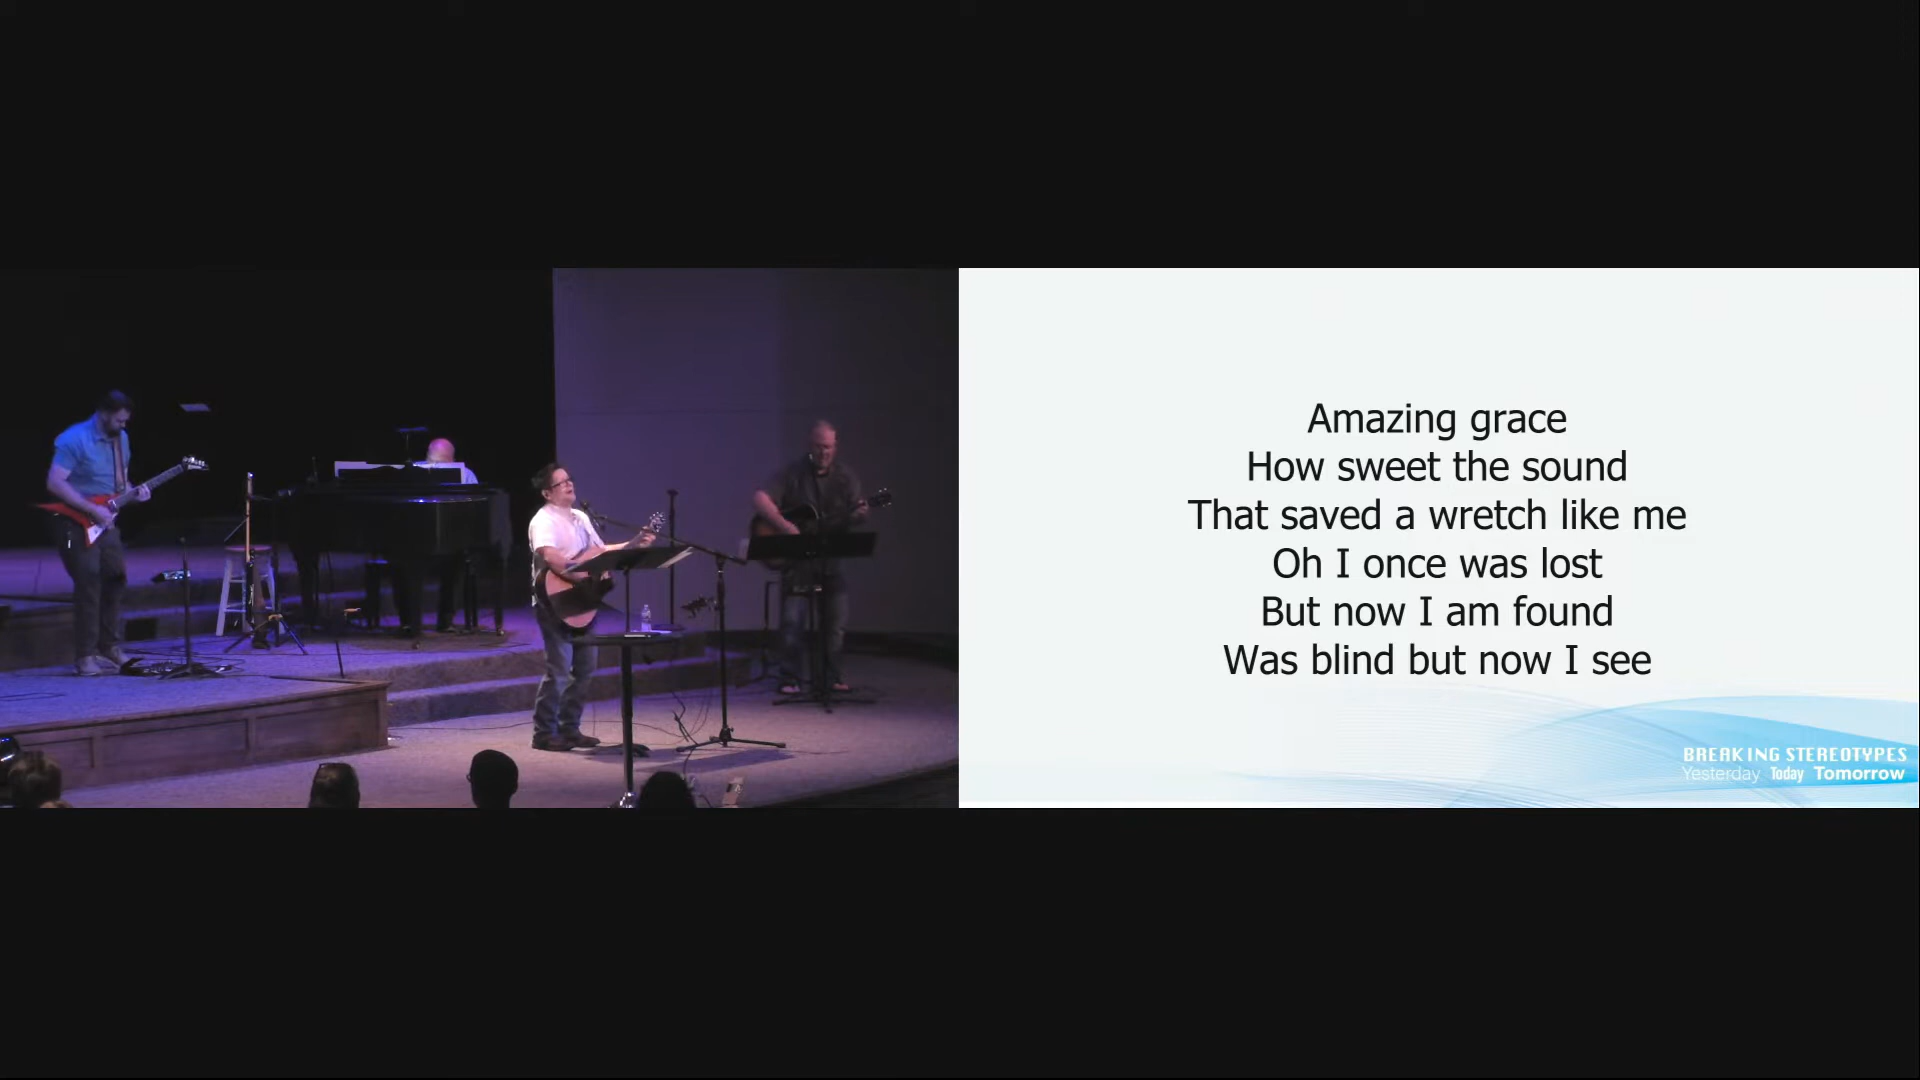 Amazing grace
How sweet the sound
That saved a wretch like me
Oh I once was lost
But now I am found
Was blind but now I see
BREAKING STEREOTYPES
Yesterday Today Tomorrow